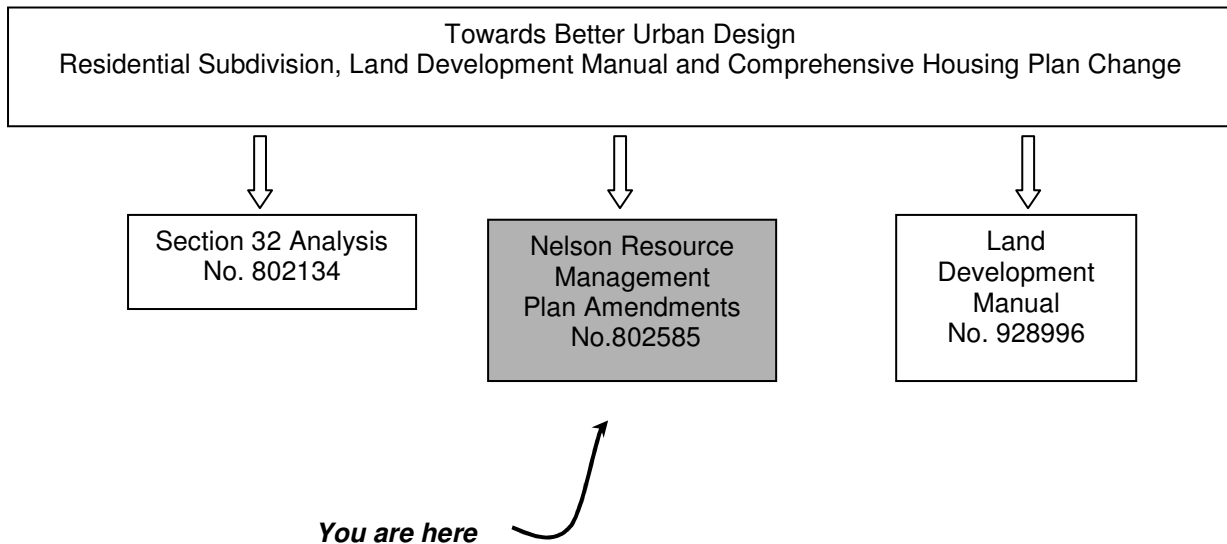 Towards Better Urban Design
Residential Subdivision, Land Development Manual and Comprehensive Housing Plan Change
Section 32 Analysis
No. 802134
Nelson Resource
Management
Plan Amendments
No.802585
Land
Development
Manual
No. 928996
You are here